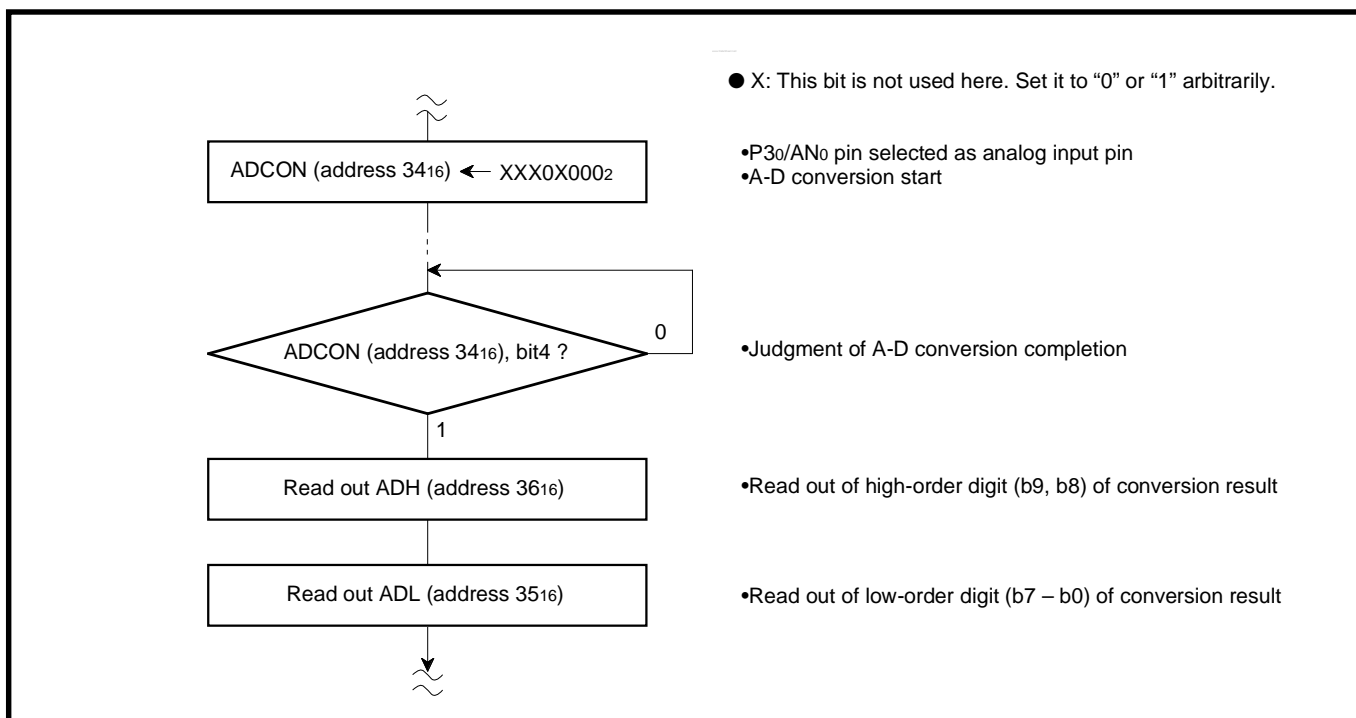 ● X: This bit is not used here. Set it to “0” or “1” arbitrarily.
ADCON (address 34₁₆) ← XXX0X000₂
•P3₀/AN₀ pin selected as analog input pin
•A-D conversion start
ADCON (address 34₁₆), bit4 ?
0
•Judgment of A-D conversion completion
1
Read out ADH (address 36₁₆)
•Read out of high-order digit (b9, b8) of conversion result
Read out ADL (address 35₁₆)
•Read out of low-order digit (b7 – b0) of conversion result